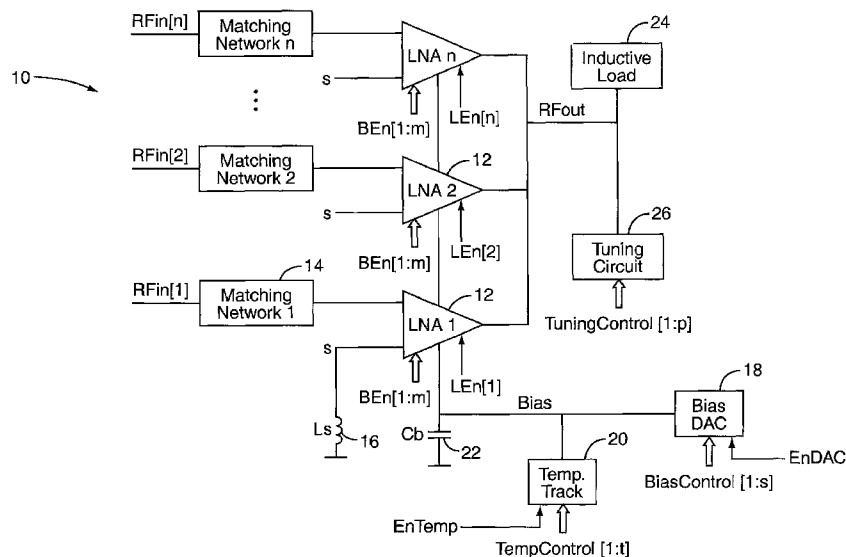 RFin[n]
Matching
Network n
LNA n
s
BEn[1:m]
LEn[n]
24
Inductive
Load
10
RFout
RFin[2]
Matching
Network 2
12
LNA 2
s
BEn[1:m]
LEn[2]
26
Tuning
Circuit
TuningControl [1:p]
RFin[1]
14
Matching
Network 1
12
LNA 1
s
BEn[1:m]
LEn[1]
Ls
16
Cb
22
Bias
18
Bias
DAC
EnDAC
BiasControl [1:s]
20
Temp.
Track
EnTemp
TempControl [1:t]